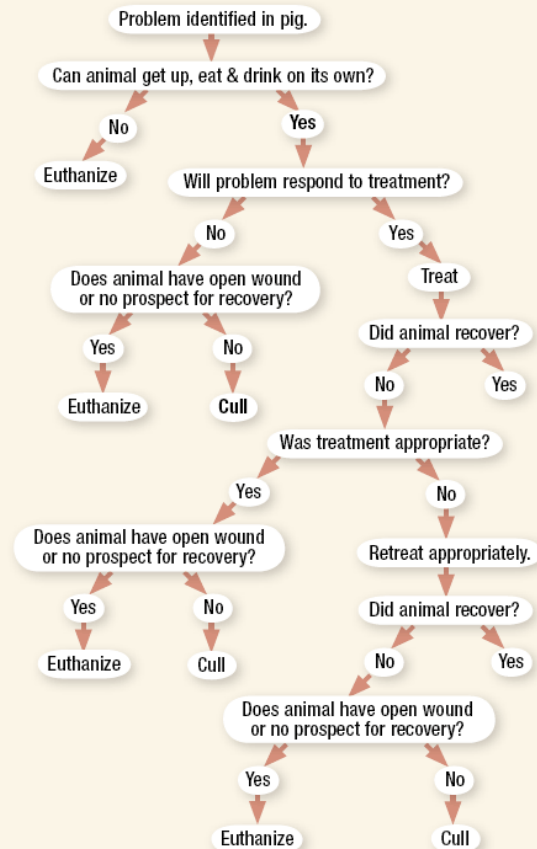 Problem identified in pig.
Can animal get up, eat & drink on its own?
No
Yes
Euthanize
Will problem respond to treatment?
No
Yes
Does animal have open wound
or no prospect for recovery?
Treat
Did animal recover?
Yes
No
No
Yes
Euthanize
Cull
Was treatment appropriate?
Yes
No
Does animal have open wound
or no prospect for recovery?
Retreat appropriately.
Yes
No
Did animal recover?
Euthanize
Cull
No
Yes
Does animal have open wound
or no prospect for recovery?
Yes
No
Euthanize
Cull